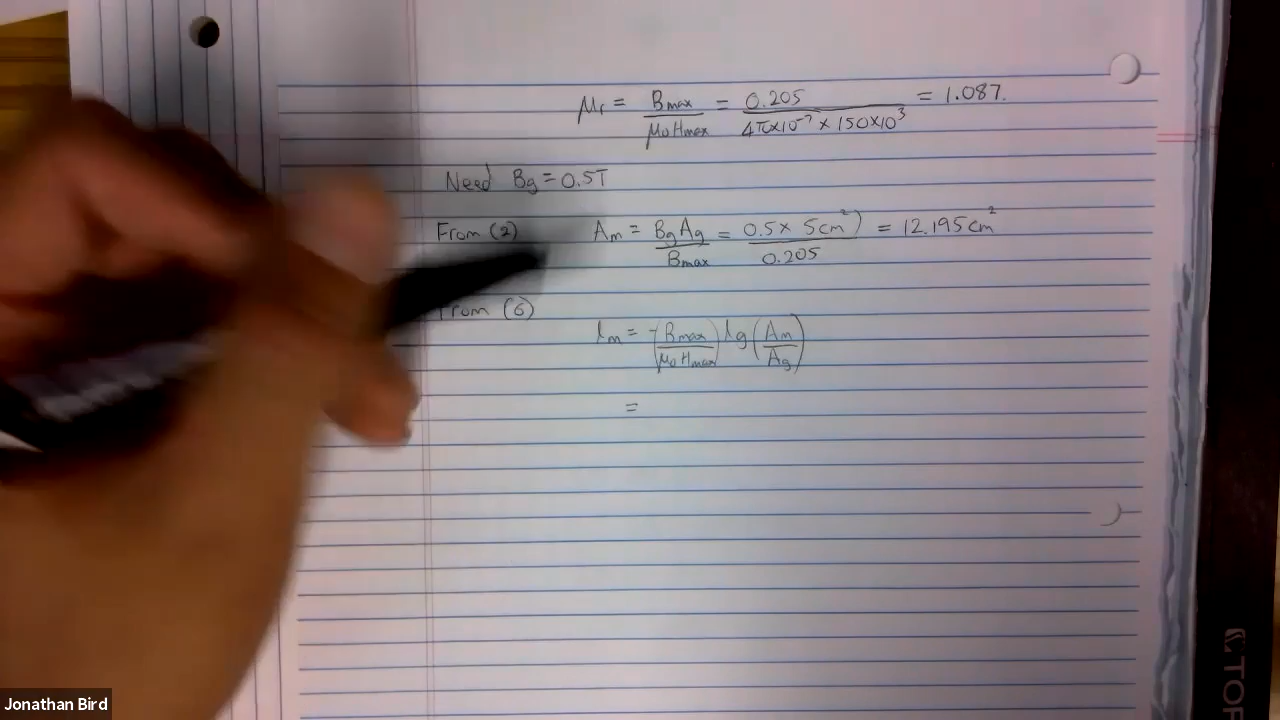 μr = Bmax / μ0Hmax = 0.205 / 4π×10⁻⁷ × 150×10³ = 1.087.
Need Bg = 0.5T
From (2) Am = BgAg / Bmax = 0.5 × 5cm²) / 0.205 = 12.195cm²
From (6)
lm = -(Bmax / μ0Hmax) lg (Am / Ag)
=
TOP
Jonathan Bird